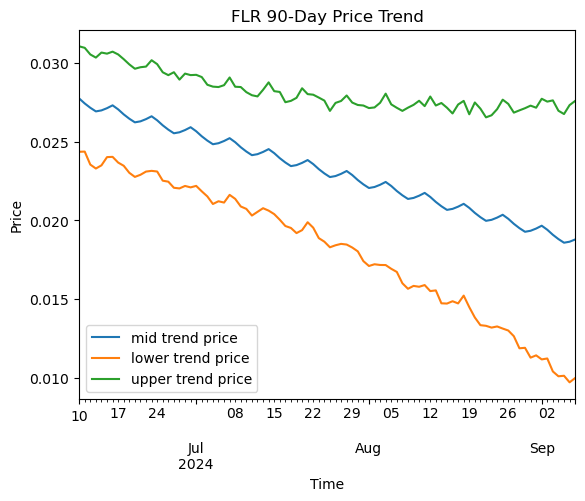 FLR 90-Day Price Trend
Price
0.030
0.025
0.020
0.015
0.010
mid trend price
lower trend price
upper trend price
10 17 24 08 15 22 29 05 12 19 26 02
Jul Aug Sep
2024
Time